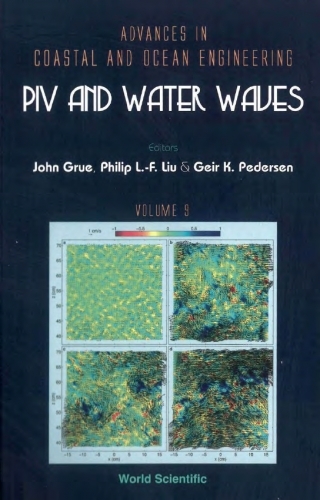 ADVANCES IN
COASTAL AND OCEAN ENGINEERING
PIV AND WATER WAVES
Editors
John Grue, Philip L.-F. Liu & Geir K. Pedersen
VOLUME 9
World Scientific